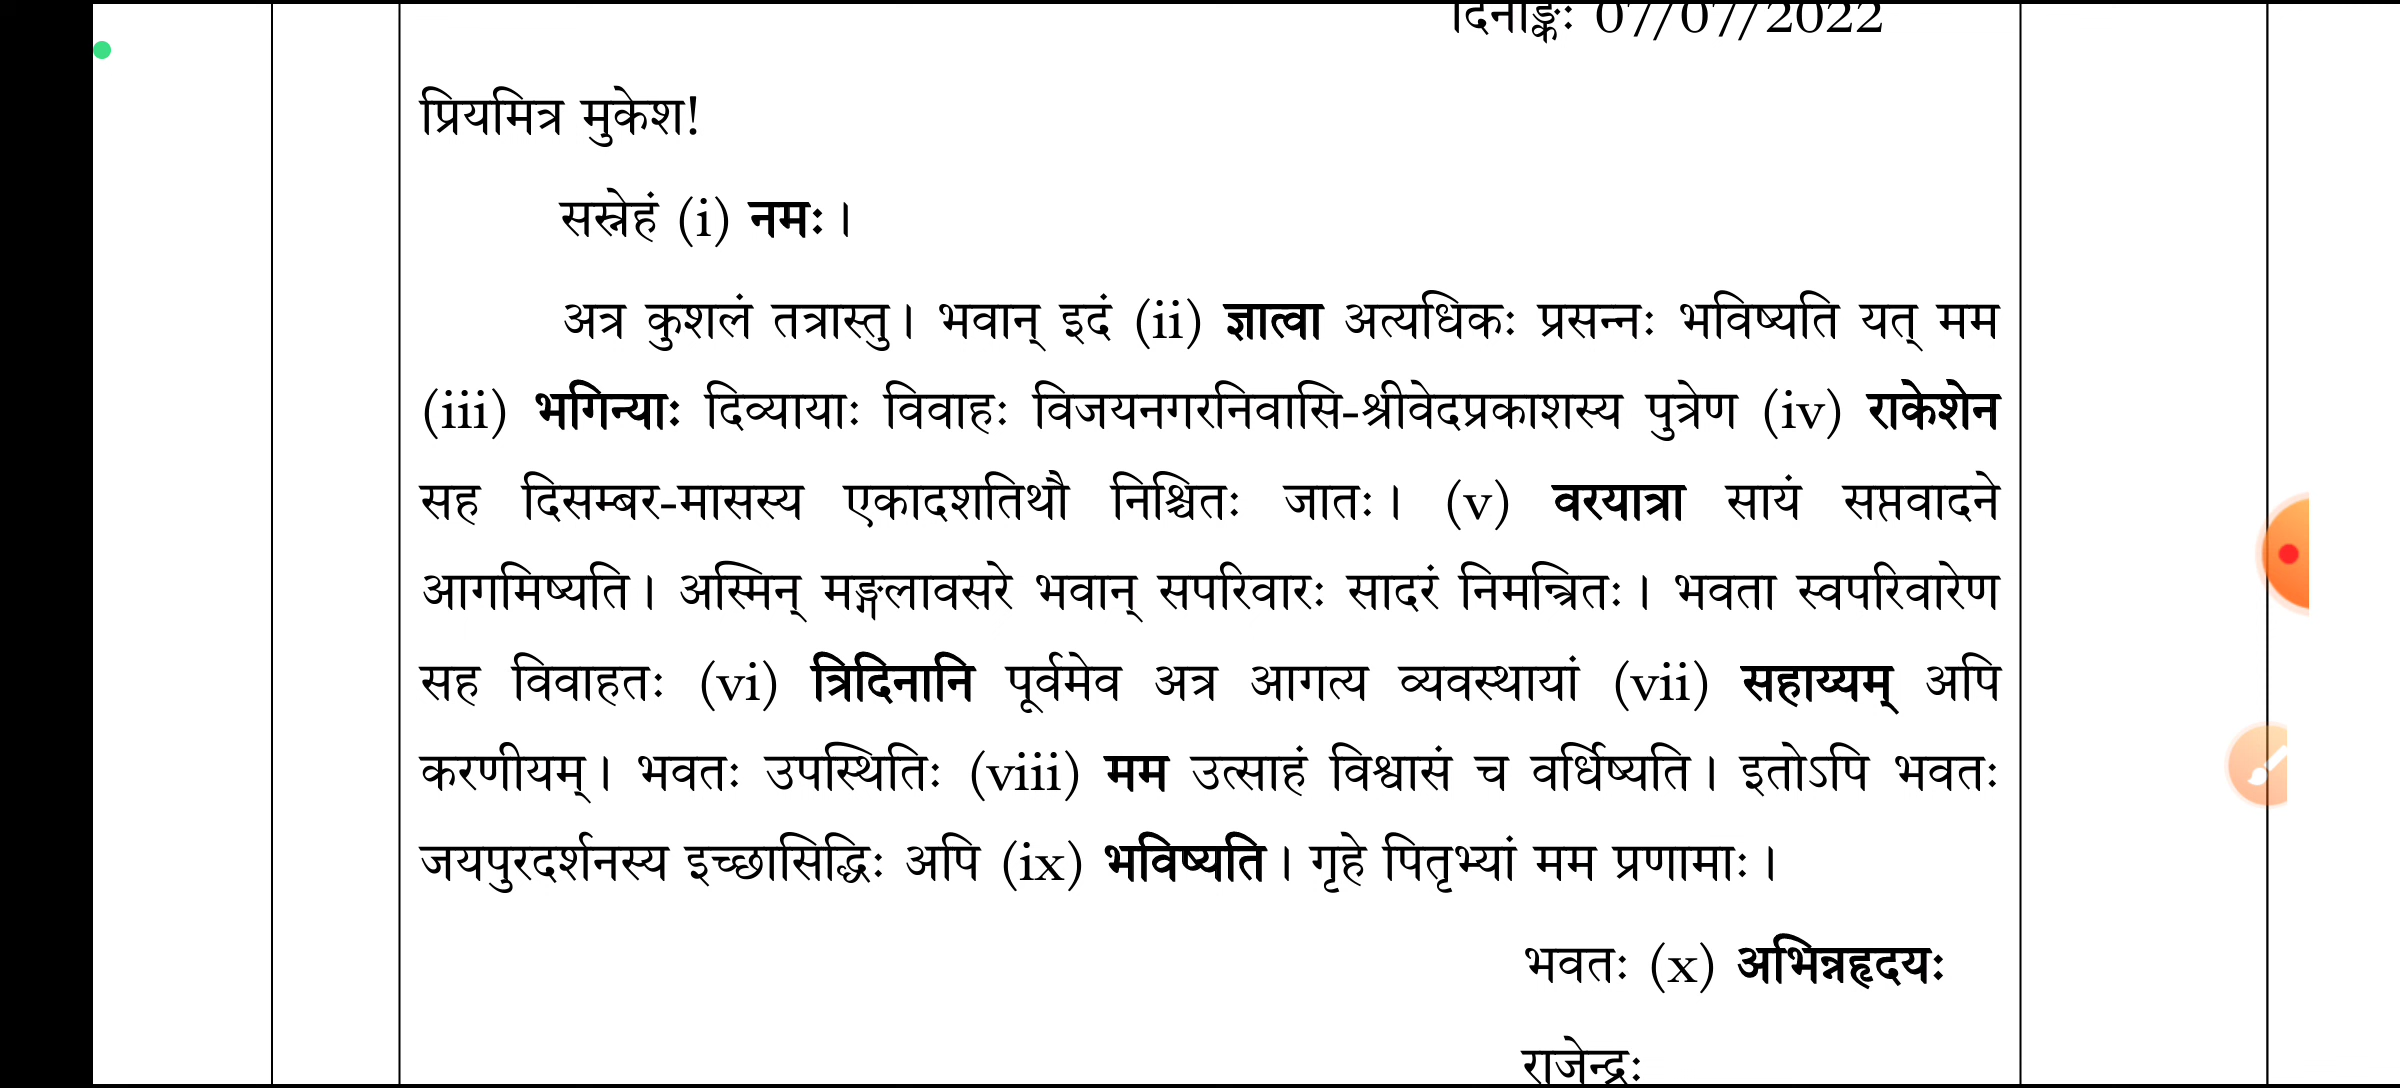 दिनाङ्कः 07/07/2022
प्रियमित्र मुकेश!
सस्नेहं (i) नमः।
अत्र कुशलं तत्रास्तु। भवान् इदं (ii) ज्ञात्वा अत्यधिकः प्रसन्नः भविष्यति यत् मम
(iii) भगिन्याः दिव्यायाः विवाहः विजयनगरनिवासि-श्रीवेदप्रकाशस्य पुत्रेण (iv) राकेशेन
सह दिसम्बर-मासस्य एकादशतिथौ निश्चितः जातः। (v) वरयात्रा सायं सप्तवादने
आगमिष्यति। अस्मिन् मङ्गलावसरे भवान् सपरिवारः सादरं निमन्त्रितः। भवता स्वपरिवारेण
सह विवाहतः (vi) त्रिदिनानि पूर्वमेव अत्र आगत्य व्यवस्थायां (vii) सहाय्यम् अपि
करणीयम्। भवतः उपस्थितिः (viii) मम उत्साहं विश्वासं च वर्धिष्यति। इतोऽपि भवतः
जयपुरदर्शनस्य इच्छासिद्धिः अपि (ix) भविष्यति। गृहे पितृभ्यां मम प्रणामाः।
भवतः (x) अभिन्नहृदयः
राजेन्द्रः